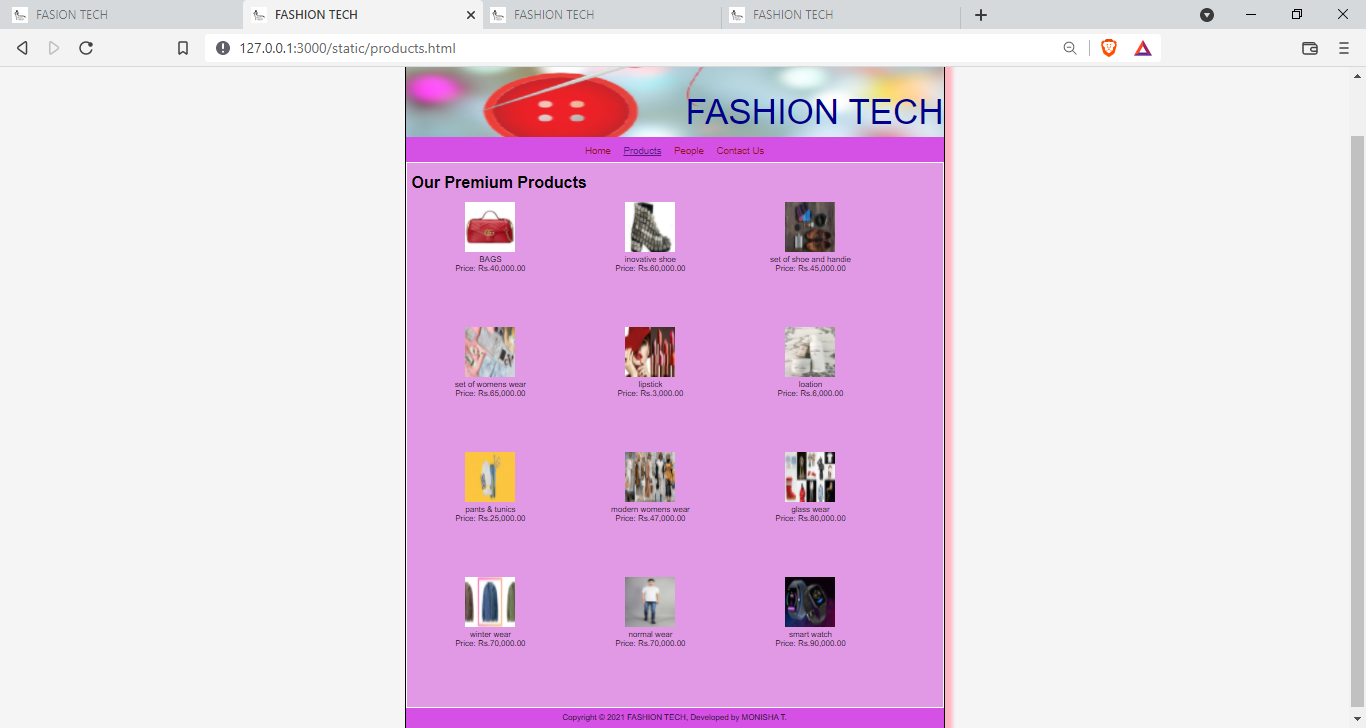 FASION TECH
FASHION TECH
FASHION TECH
FASHION TECH
127.0.0.1:3000/static/products.html
FASHION TECH
Home Products People Contact Us
Our Premium Products
BAGS
Price: Rs.40,000.00
inovative shoe
Price: Rs.60,000.00
set of shoe and handie
Price: Rs.45,000.00
set of womens wear
Price: Rs.65,000.00
lipstick
Price: Rs.3,000.00
loation
Price: Rs.6,000.00
pants & tunics
Price: Rs.25,000.00
modern womens wear
Price: Rs.47,000.00
glass wear
Price: Rs.80,000.00
winter wear
Price: Rs.70,000.00
normal wear
Price: Rs.70,000.00
smart watch
Price: Rs.90,000.00
Copyright © 2021 FASHION TECH, Developed by MONISHA T.